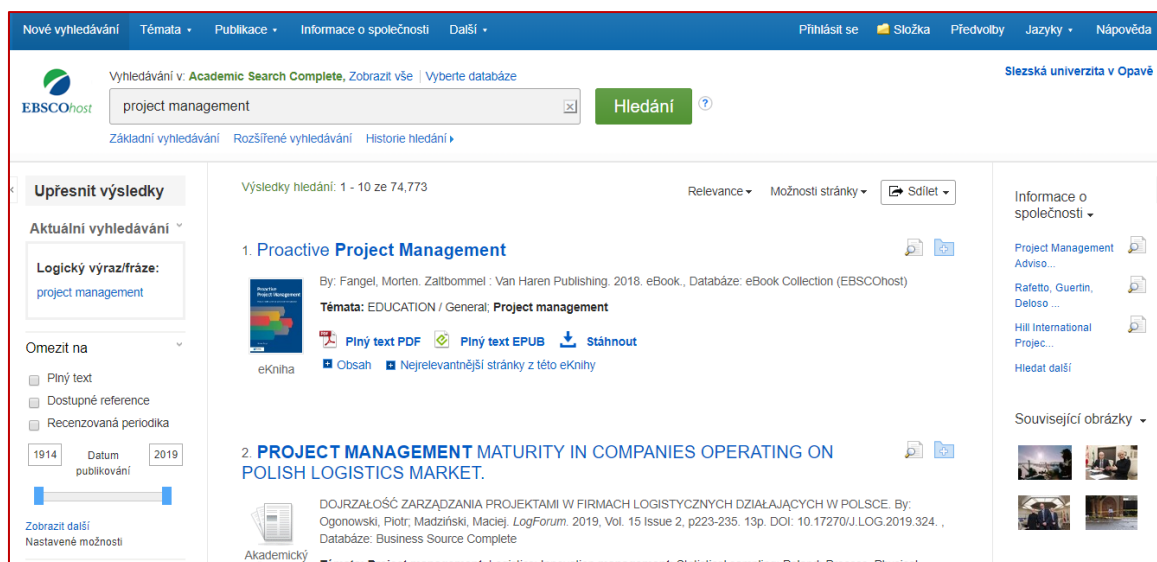 Nové vyhledávání Témata Publikace Informace o společnosti Další Přihlásit se Složka Předvolby Jazyky Nápověda
EBSCOhost
Vyhledávání v: Academic Search Complete, Zobrazit vše | Vyberte databáze
Slezská univerzita v Opavě
project management
Hledání
Základní vyhledávání Rozšířené vyhledávání Historie hledání
Upřesnit výsledky
Aktuální vyhledávání
Logický výraz/fráze:
project management
Omezit na
Plný text
Dostupné reference
Recenzovaná periodika
1914 Datum publikování 2019
Zobrazit další
Nastavené možnosti
Výsledky hledání: 1 - 10 ze 74,773
Relevance Možnosti stránky Sdílet
1. Proactive Project Management
Proactive
Project Management
By: Fangel, Morten. Zaltbommel : Van Haren Publishing. 2018. eBook., Databáze: eBook Collection (EBSCOhost)
Témata: EDUCATION / General; Project management
PDF Plný text PDF Plný text EPUB Stáhnout
eKniha
Obsah Nejrelevantnější stránky z této eKnihy
2. PROJECT MANAGEMENT MATURITY IN COMPANIES OPERATING ON
POLISH LOGISTICS MARKET.
DOJRZAŁOŚĆ ZARZĄDZANIA PROJEKTAMI W FIRMACH LOGISTYCZNYCH DZIAŁAJĄCYCH W POLSCE. By:
Ogonowski, Piotr; Madziński, Maciej. LogForum. 2019, Vol. 15 Issue 2, p223-235. 13p. DOI: 10.17270/J.LOG.2019.324. ,
Databáze: Business Source Complete
Akademický
Informace o
společnosti
Project Management
Adviso...
Rafetto, Guertin,
Deloso ...
Hill International
Projec...
Hledat další
Související obrázky